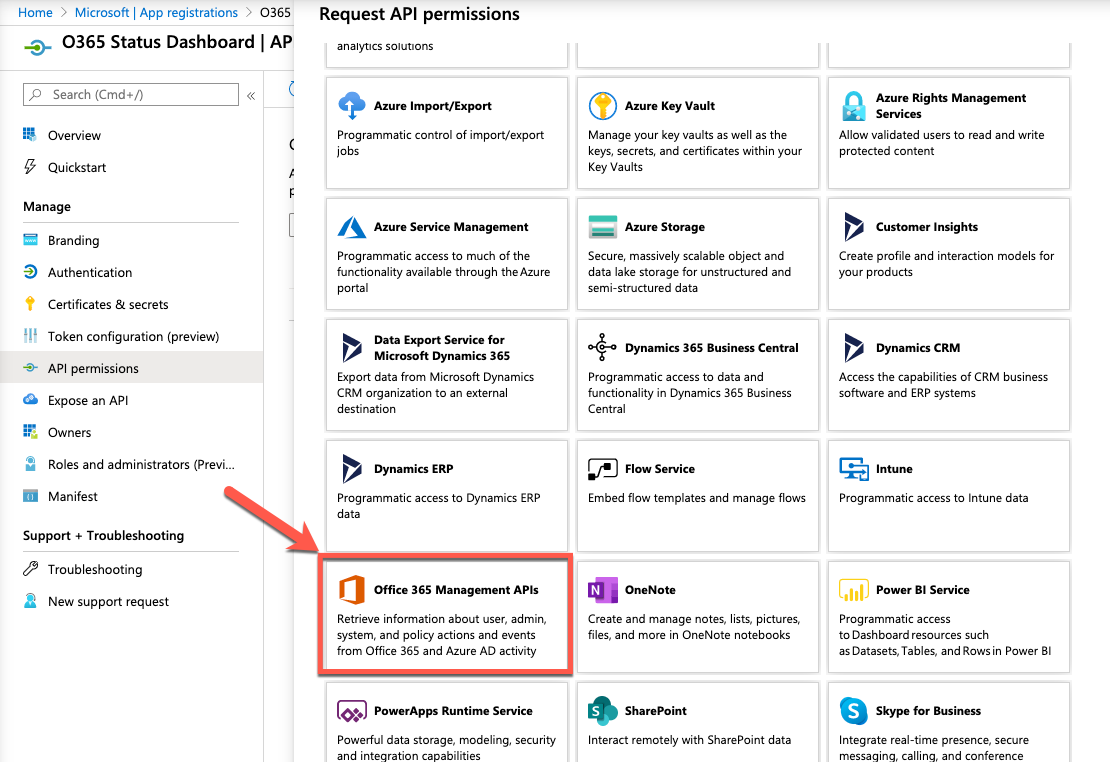 Home > Microsoft | App registrations > O365
O365 Status Dashboard | AP
Search (Cmd+/)
«
Overview
Quickstart
Manage
Branding
Authentication
Certificates & secrets
Token configuration (preview)
API permissions
Expose an API
Owners
Roles and administrators (Previ...
Manifest
Support + Troubleshooting
Troubleshooting
New support request
Request API permissions
analytics solutions
Azure Import/Export
Programmatic control of import/export
jobs
Azure Key Vault
Manage your key vaults as well as the
keys, secrets, and certificates within your
Key Vaults
Azure Rights Management
Services
Allow validated users to read and write
protected content
Azure Service Management
Programmatic access to much of the
functionality available through the Azure
portal
Azure Storage
Secure, massively scalable object and
data lake storage for unstructured and
semi-structured data
Customer Insights
Create profile and interaction models for
your products
Data Export Service for
Microsoft Dynamics 365
Export data from Microsoft Dynamics
CRM organization to an external
destination
Dynamics 365 Business Central
Programmatic access to data and
functionality in Dynamics 365 Business
Central
Dynamics CRM
Access the capabilities of CRM business
software and ERP systems
Dynamics ERP
Programmatic access to Dynamics ERP
data
Flow Service
Embed flow templates and manage flows
Intune
Programmatic access to Intune data
Office 365 Management APIs
Retrieve information about user, admin,
system, and policy actions and events
from Office 365 and Azure AD activity
OneNote
Create and manage notes, lists, pictures,
files, and more in OneNote notebooks
Power BI Service
Programmatic access
to Dashboard resources such
as Datasets, Tables, and Rows in Power BI
PowerApps Runtime Service
Powerful data storage, modeling, security
and integration capabilities
SharePoint
Interact remotely with SharePoint data
Skype for Business
Integrate real-time presence, secure
messaging, calling, and conference